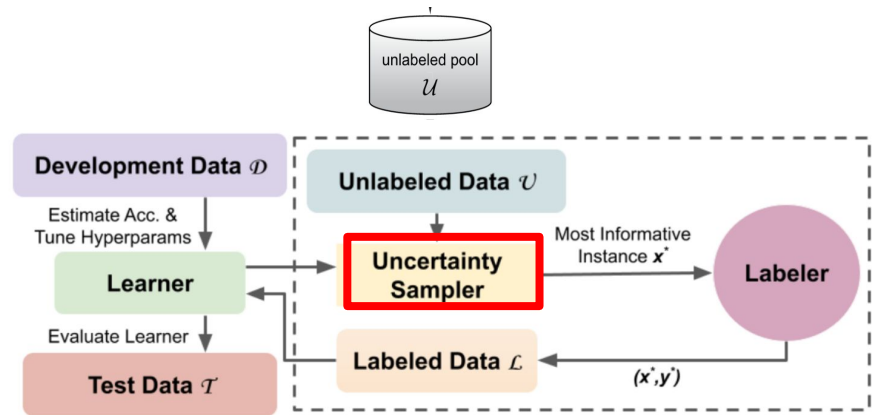 unlabeled pool
𝒰
Development Data 𝒟
Unlabeled Data 𝒰
Estimate Acc. &
Tune Hyperparams
Most Informative
Instance x*
Uncertainty
Sampler
Labeler
Learner
Evaluate Learner
Labeled Data ℒ
Test Data 𝒯
(x*,y*)